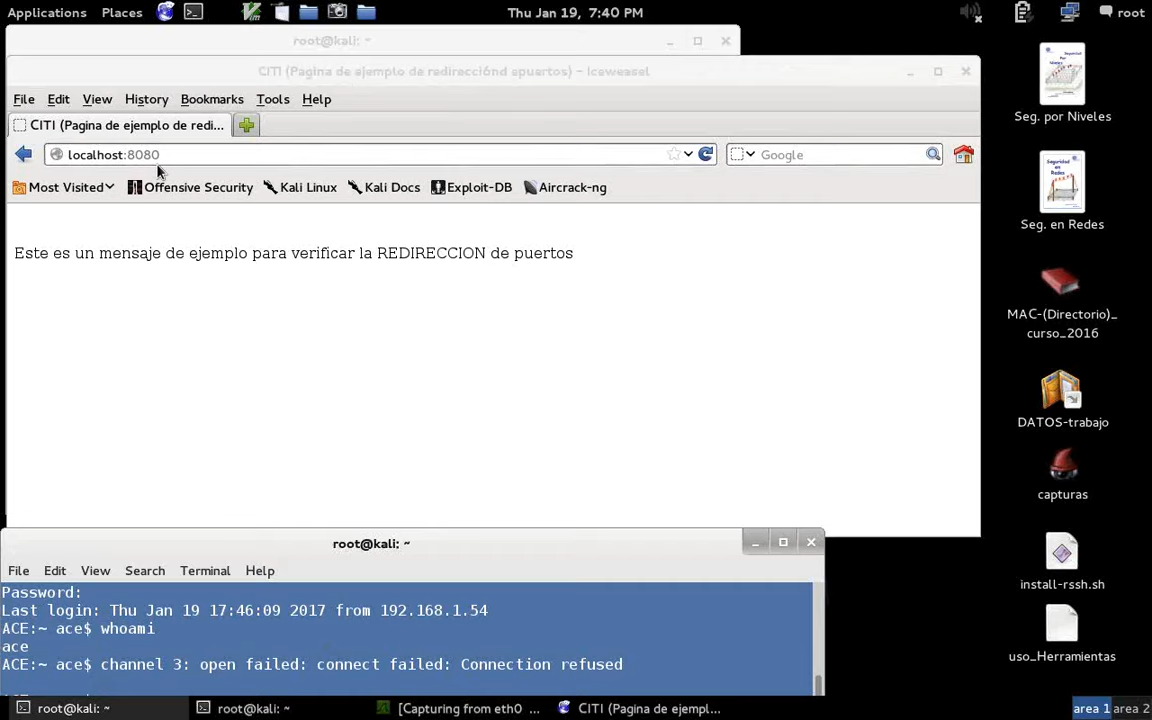 Applications Places Thu Jan 19, 7:40 PM root
root@kali: ~
CITI (Pagina de ejemplo de redirecciónd epuertos) - Iceweasel
File Edit View History Bookmarks Tools Help
CITI (Pagina de ejemplo de redi...
localhost:8080 Google
Most Visited Offensive Security Kali Linux Kali Docs Exploit-DB Aircrack-ng
Este es un mensaje de ejemplo para verificar la REDIRECCION de puertos
Seg. por Niveles
Seg. en Redes
MAC-(Directorio)_
curso_2016
DATOS-trabajo
capturas
install-rssh.sh
uso_Herramientas
root@kali: ~
File Edit View Search Terminal Help
Password:
Last login: Thu Jan 19 17:46:09 2017 from 192.168.1.54
ACE:~ ace$ whoami
ace
ACE:~ ace$ channel 3: open failed: connect failed: Connection refused
root@kali: ~ root@kali: ~ [Capturing from eth0 ... CITI (Pagina de ejempl... area 1 area 2